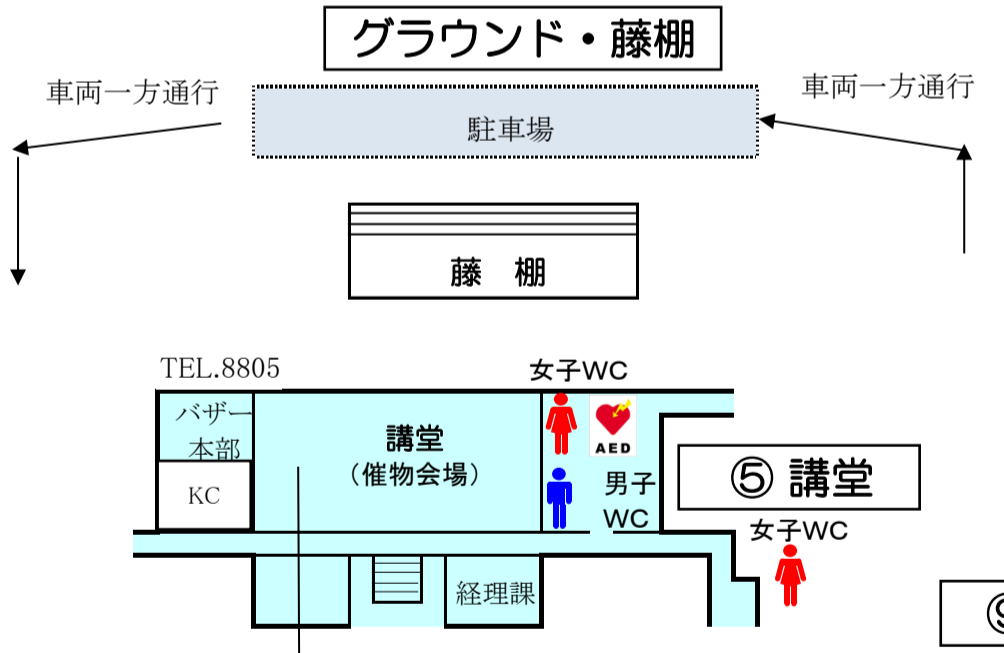 グラウンド・藤棚
車両一方通行
車両一方通行
駐車場
藤 棚
TEL.8805
女子WC
バザー
本部
講堂
(催物会場)
AED
KC
男子
WC
⑤ 講堂
女子WC
経理課